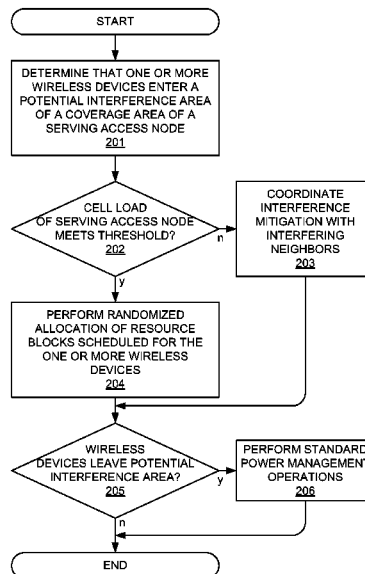 START
DETERMINE THAT ONE OR MORE
WIRELESS DEVICES ENTER A
POTENTIAL INTERFERENCE AREA
OF A COVERAGE AREA OF A
SERVING ACCESS NODE
201
CELL LOAD
OF SERVING ACCESS NODE
MEETS THRESHOLD?
202
n
y
COORDINATE
INTERFERENCE
MITIGATION WITH
INTERFERING
NEIGHBORS
203
PERFORM RANDOMIZED
ALLOCATION OF RESOURCE
BLOCKS SCHEDULED FOR THE
ONE OR MORE WIRELESS
DEVICES
204
WIRELESS
DEVICES LEAVE POTENTIAL
INTERFERENCE AREA?
205
y
n
PERFORM STANDARD
POWER MANAGEMENT
OPERATIONS
206
END